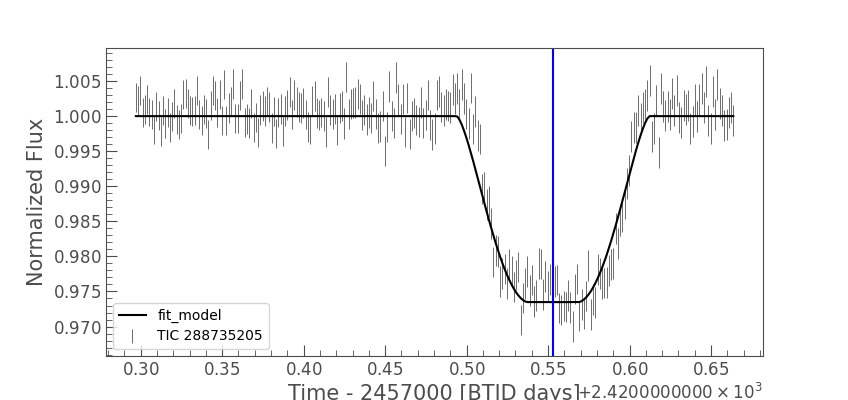 1.005
1.000
0.995
0.990
0.985
0.980
0.975
0.970
Normalized Flux
fit_model
TIC 288735205
0.30 0.35 0.40 0.45 0.50 0.55 0.60 0.65
Time - 2457000 [BTJD days]
+2.4200000000 × 10³